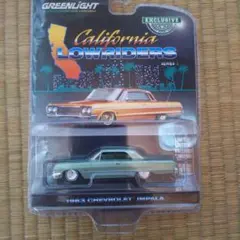 GREENLIGHT
EXCLUSIVE
California
LOWRIDERS
1963 CHEVROLET IMPALA